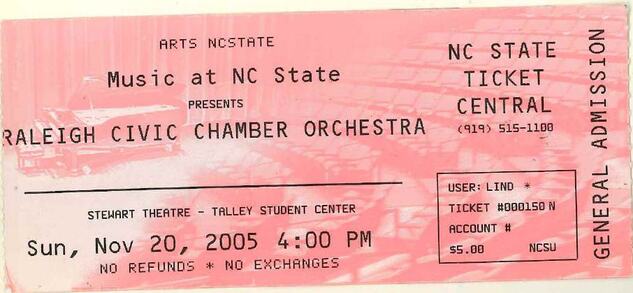 ARTS NCSTATE
Music at NC State
PRESENTS
RALEIGH CIVIC CHAMBER ORCHESTRA
STEWART THEATRE - TALLEY STUDENT CENTER
Sun, Nov 20, 2005 4:00 PM
NO REFUNDS * NO EXCHANGES
NC STATE
TICKET
CENTRAL
(919) 515-1100
USER: LIND *
TICKET #000150 N
ACCOUNT #
$5.00 NCSU
GENERAL ADMISSION